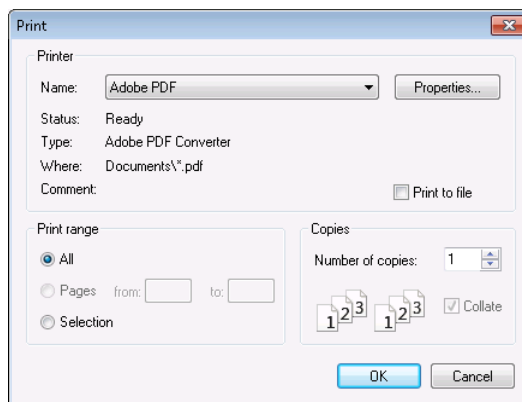 Print
Printer
Name: Adobe PDF Properties...
Status: Ready
Type: Adobe PDF Converter
Where: Documents\*.pdf
Comment:
Print to file
Print range
All
Pages from: to:
Selection
Copies
Number of copies: 1
1 2 3 1 2 3
Collate
OK Cancel